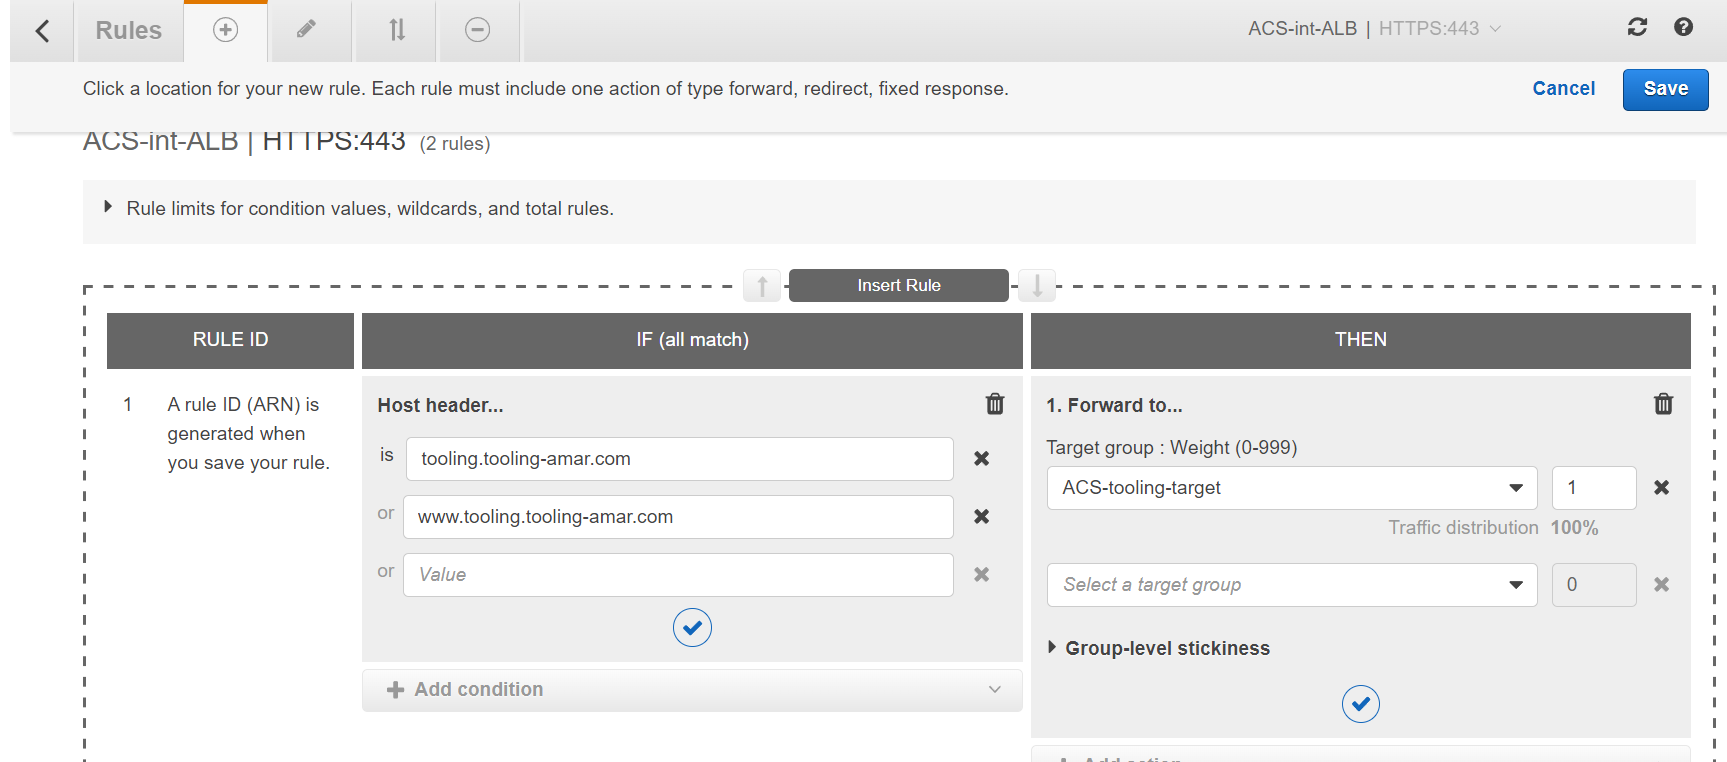 Rules
ACS-int-ALB | HTTPS:443
Click a location for your new rule. Each rule must include one action of type forward, redirect, fixed response.
Cancel
Save
ACS-int-ALB | HTTPS:443 (2 rules)
Rule limits for condition values, wildcards, and total rules.
Insert Rule
RULE ID
IF (all match)
THEN
1
A rule ID (ARN) is
generated when
you save your rule.
Host header...
is tooling.tooling-amar.com
or www.tooling.tooling-amar.com
or Value
Add condition
1. Forward to...
Target group : Weight (0-999)
ACS-tooling-target 1
Traffic distribution 100%
Select a target group 0
Group-level stickiness
Add action